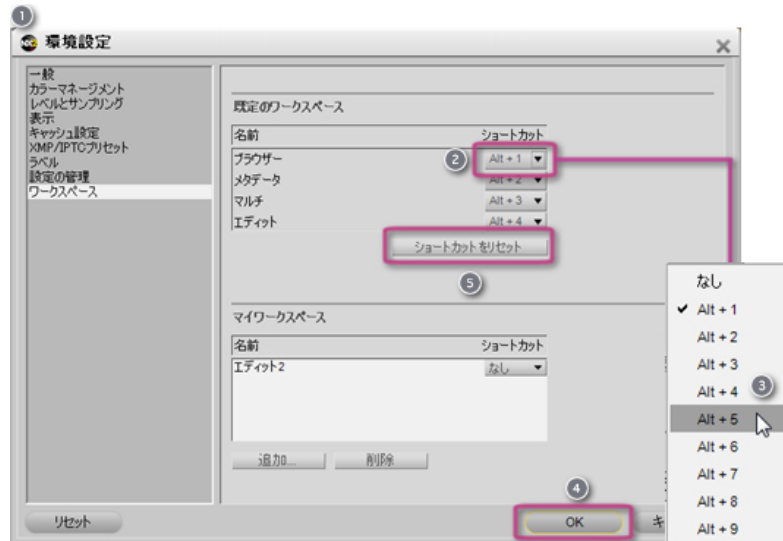 1
環境設定
一般
カラーマネージメント
レベルとサンプリング
表示
キャッシュ設定
XMP/IPTCプリセット
ラベル
設定の管理
ワークスペース
既定のワークスペース
名前 ショートカット
ブラウザー 2 Alt + 1
メタデータ Alt + 2
マルチ Alt + 3
エディット Alt + 4
ショートカットをリセット
5
マイワークスペース
名前 ショートカット
エディット2 なし
追加... 削除
4
リセット OK キ
なし
✔ Alt + 1
Alt + 2
Alt + 3
Alt + 4 3
Alt + 5
Alt + 6
Alt + 7
Alt + 8
Alt + 9